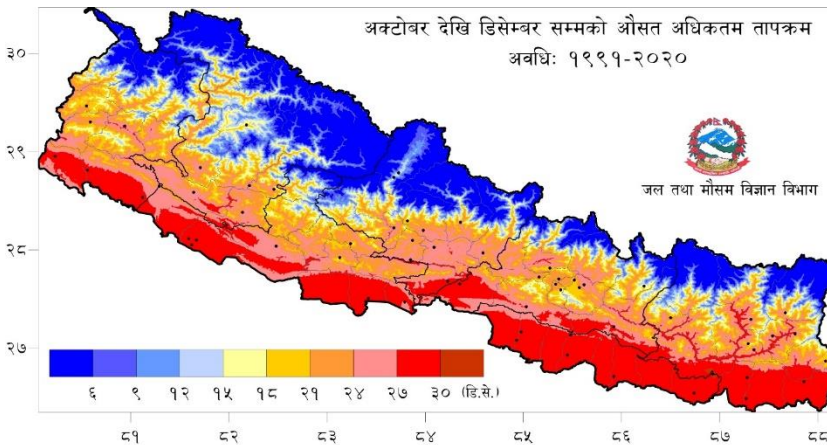 अक्टोबर देखि डिसेम्बर सम्मको औसत अधिकतम तापक्रम
अवधिः १९९१-२०२०
जल तथा मौसम विज्ञान विभाग
३०
२९
२८
२७
६ ९ १२ १५ १८ २१ २४ २७ ३० (डि.से.)
८१ ८२ ८३ ८४ ८५ ८६ ८७ ८८